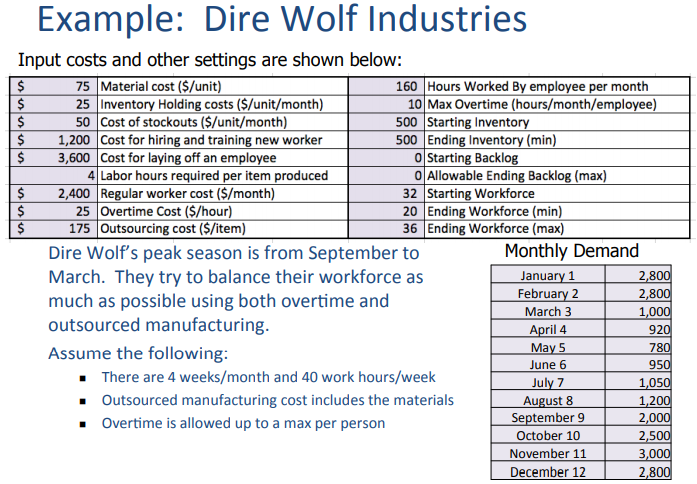 Example: Dire Wolf Industries
Input costs and other settings are shown below:
$ 75 Material cost ($/unit) 160 Hours Worked By employee per month
$ 25 Inventory Holding costs ($/unit/month) 10 Max Overtime (hours/month/employee)
$ 50 Cost of stockouts ($/unit/month) 500 Starting Inventory
$ 1,200 Cost for hiring and training new worker 500 Ending Inventory (min)
$ 3,600 Cost for laying off an employee 0 Starting Backlog
4 Labor hours required per item produced 0 Allowable Ending Backlog (max)
$ 2,400 Regular worker cost ($/month) 32 Starting Workforce
$ 25 Overtime Cost ($/hour) 20 Ending Workforce (min)
$ 175 Outsourcing cost ($/item) 36 Ending Workforce (max)
Dire Wolf's peak season is from September to
March. They try to balance their workforce as
much as possible using both overtime and
outsourced manufacturing.
Assume the following:
▪ There are 4 weeks/month and 40 work hours/week
▪ Outsourced manufacturing cost includes the materials
▪ Overtime is allowed up to a max per person
Monthly Demand
January 1 2,800
February 2 2,800
March 3 1,000
April 4 920
May 5 780
June 6 950
July 7 1,050
August 8 1,200
September 9 2,000
October 10 2,500
November 11 3,000
December 12 2,800